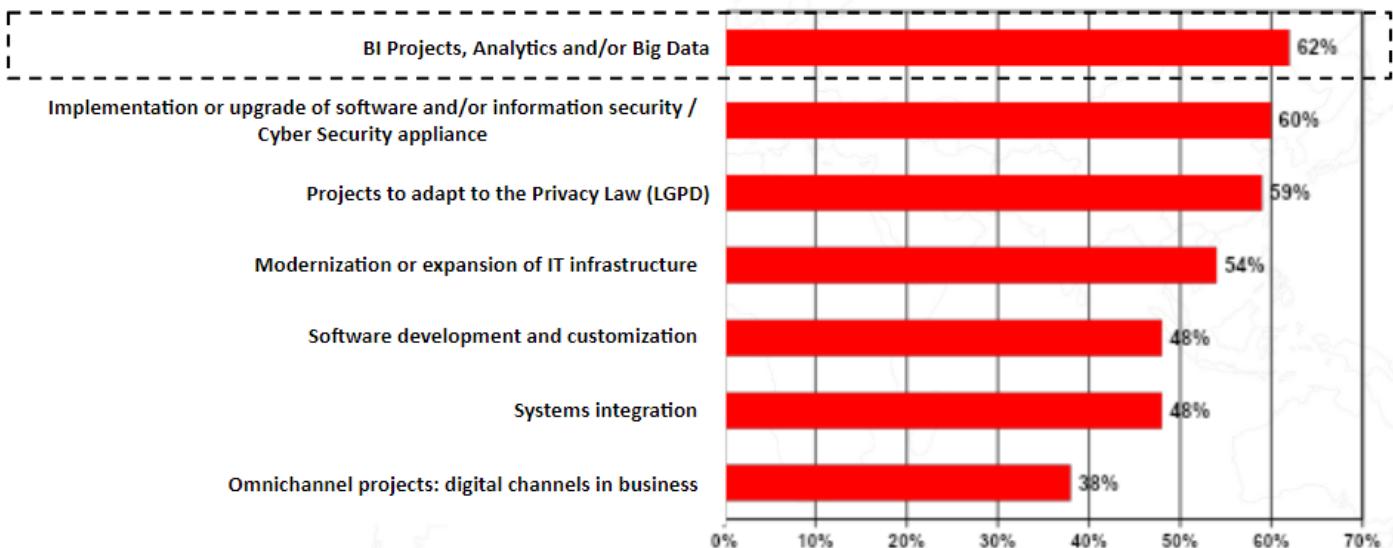 BI Projects, Analytics and/or Big Data
62%
Implementation or upgrade of software and/or information security /
Cyber Security appliance
60%
Projects to adapt to the Privacy Law (LGPD)
59%
Modernization or expansion of IT infrastructure
54%
Software development and customization
48%
Systems integration
48%
Omnichannel projects: digital channels in business
38%
0% 10% 20% 30% 40% 50% 60% 70%